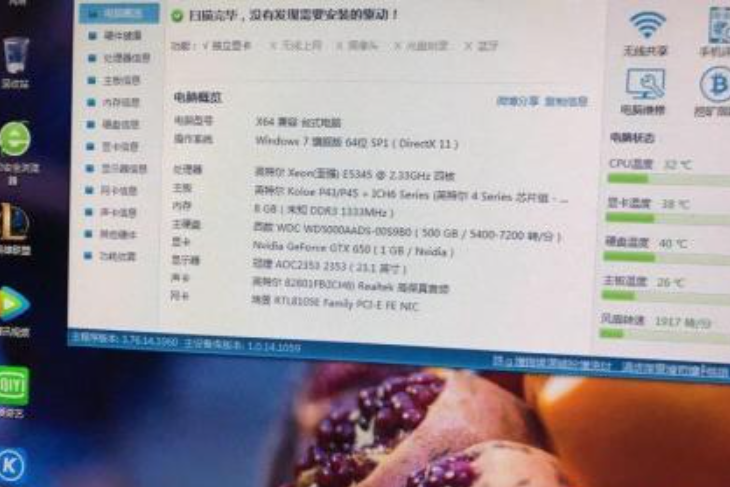 电脑概览
硬件健康
处理器信息
主板信息
内存信息
硬盘信息
显卡信息
显示器信息
网卡信息
声卡信息
其他硬件
功耗估算
扫描完毕，没有发现需要安装的驱动！
功能： √ 独立显卡 X 无线上网 X 摄像头 X X 蓝牙
电脑概览
微博分享 复制信息
电脑型号 X64 兼容 台式电脑
操作系统 Windows 7 旗舰版 64位 SP1 ( DirectX 11 )
处理器 英特尔 Xeon(至强) E5345 @ 2.33GHz 四核
主板 英特尔 Koloe P43/P45 + ICH6 Series (英特尔 4 Series 芯片组 - ...
内存 8 GB ( 未知 DDR3 1333MHz )
主硬盘 西数 WDC WD5000AADS-00S9B0 ( 500 GB / 5400-7200 转/分 )
显卡 Nvidia GeForce GTX 650 ( 1 GB / Nvidia )
显示器 冠捷 AOC2353 2353 ( 23.1 英寸 )
声卡 英特尔 82801FB(ICH6) Realtek 高保真音频
网卡 瑞昱 RTL8105E Family PCI-E FE NIC
主程序版本: 3.76.14.3960 主设备库版本: 1.0.14.1059
无线共享
电脑维修
电脑状态
CPU温度 32 ℃
显卡温度 38 ℃
硬盘温度 40 ℃
主板温度 26 ℃
风扇转速 1917 转/分
回收站
英雄联盟
QIYI
K